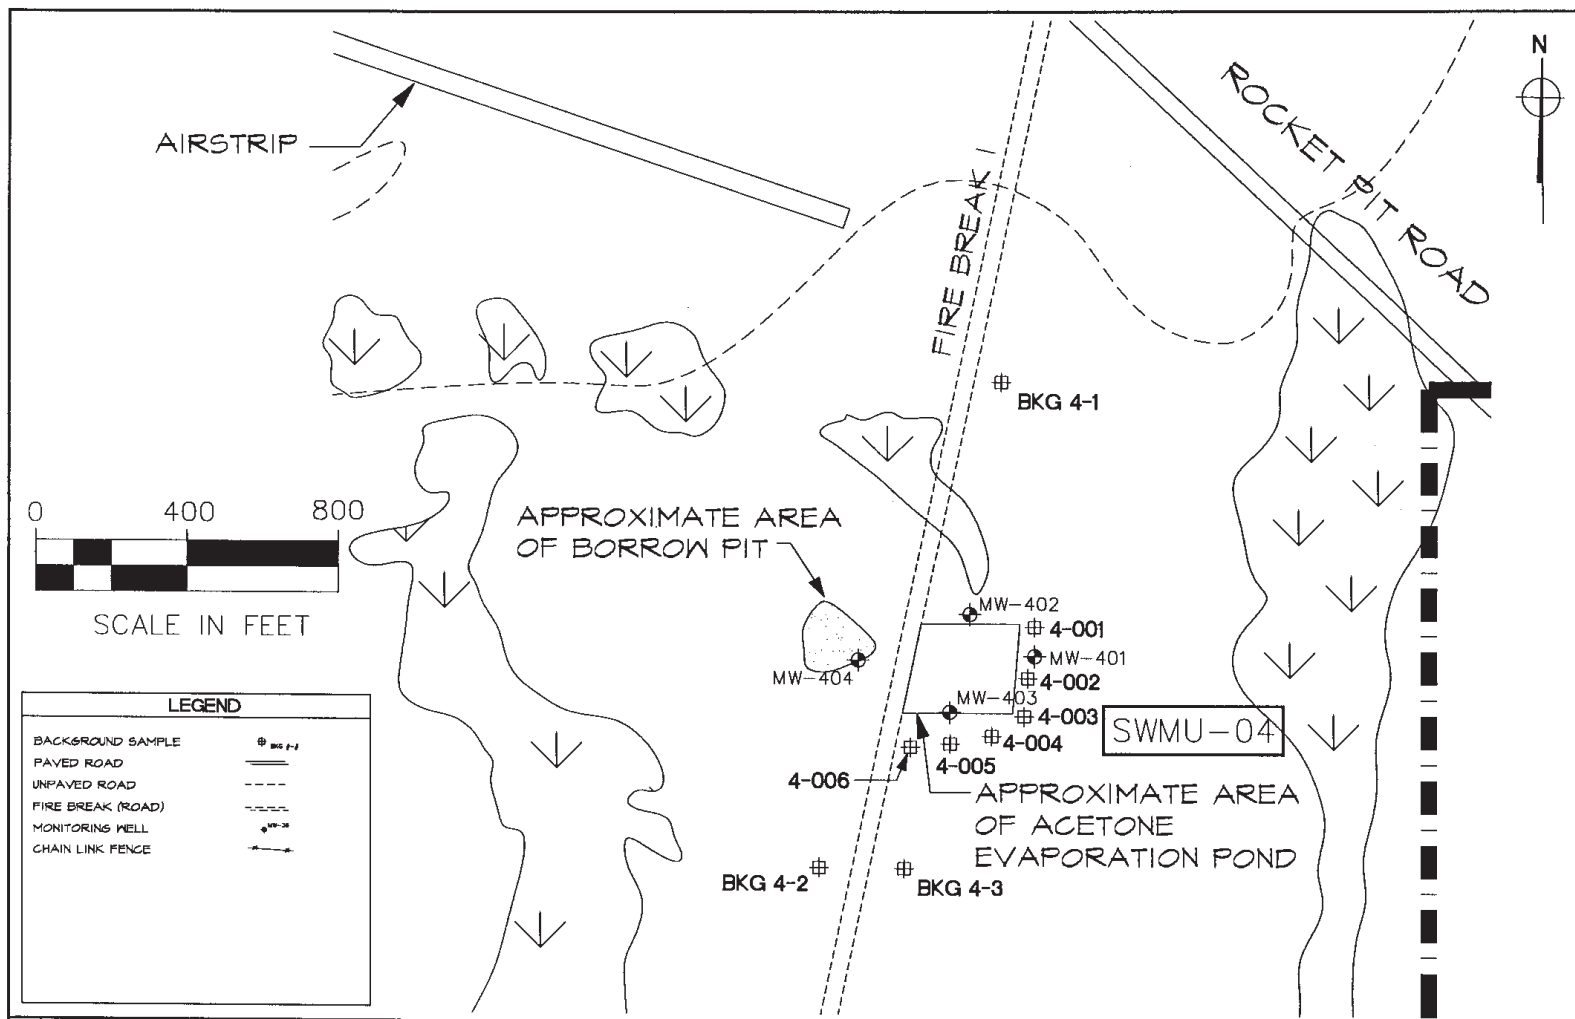 N
ROCKET PIT ROAD
AIRSTRIP
FIRE BREAK 1
BKG 4-1
0 400 800
SCALE IN FEET
APPROXIMATE AREA
OF BORROW PIT
MW-402
4-001
MW-401
MW-404
4-002
MW-403
4-003
4-004
SWMU-04
4-005
4-006
APPROXIMATE AREA
OF ACETONE
EVAPORATION POND
BKG 4-2
BKG 4-3
LEGEND
BACKGROUND SAMPLE
PAVED ROAD
UNPAVED ROAD
FIRE BREAK (ROAD)
MONITORING WELL
CHAIN LINK FENCE